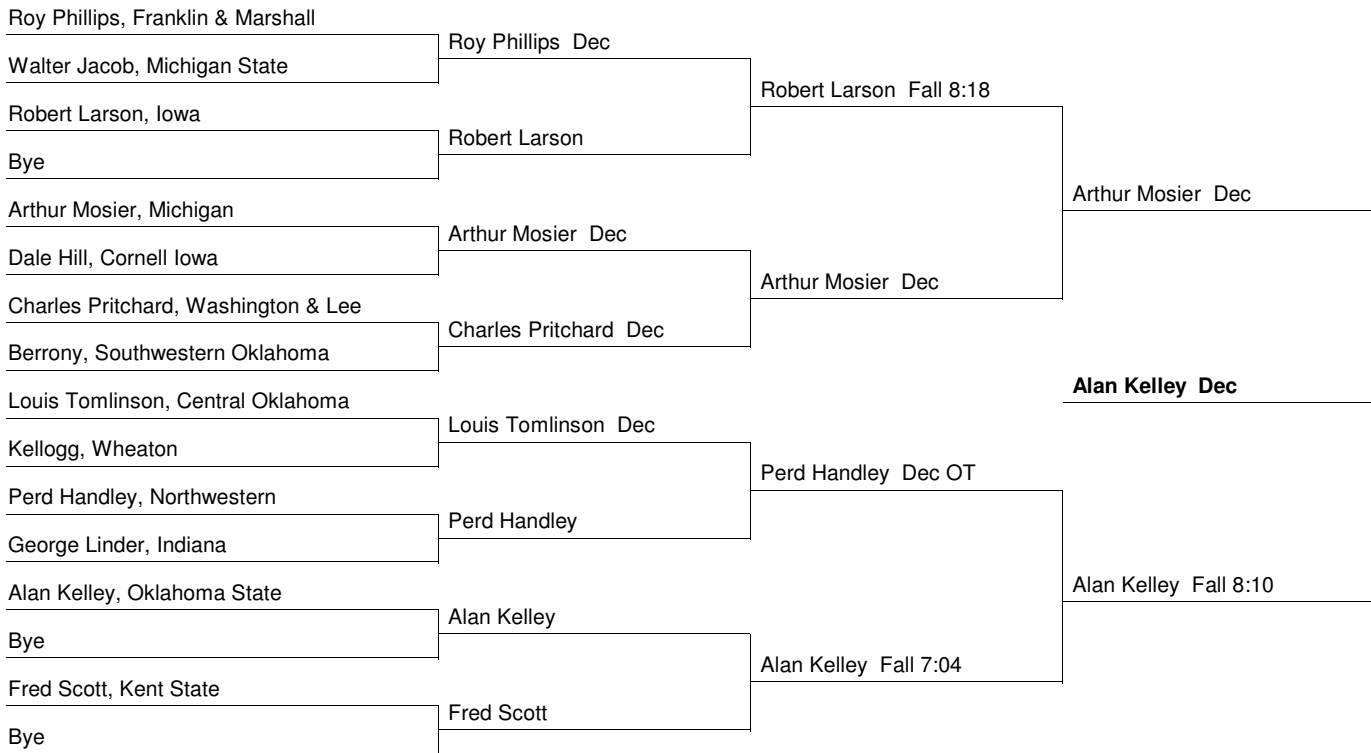 Roy Phillips, Franklin & Marshall
Walter Jacob, Michigan State
Robert Larson, Iowa
Bye
Arthur Mosier, Michigan
Dale Hill, Cornell Iowa
Charles Pritchard, Washington & Lee
Berrony, Southwestern Oklahoma
Louis Tomlinson, Central Oklahoma
Kellogg, Wheaton
Perd Handley, Northwestern
George Linder, Indiana
Alan Kelley, Oklahoma State
Bye
Fred Scott, Kent State
Bye
Roy Phillips  Dec
Robert Larson
Arthur Mosier  Dec
Charles Pritchard  Dec
Louis Tomlinson  Dec
Perd Handley
Alan Kelley
Fred Scott
Robert Larson  Fall 8:18
Arthur Mosier  Dec
Perd Handley  Dec OT
Alan Kelley  Fall 7:04
Arthur Mosier  Dec
Alan Kelley  Dec
Alan Kelley  Fall 8:10